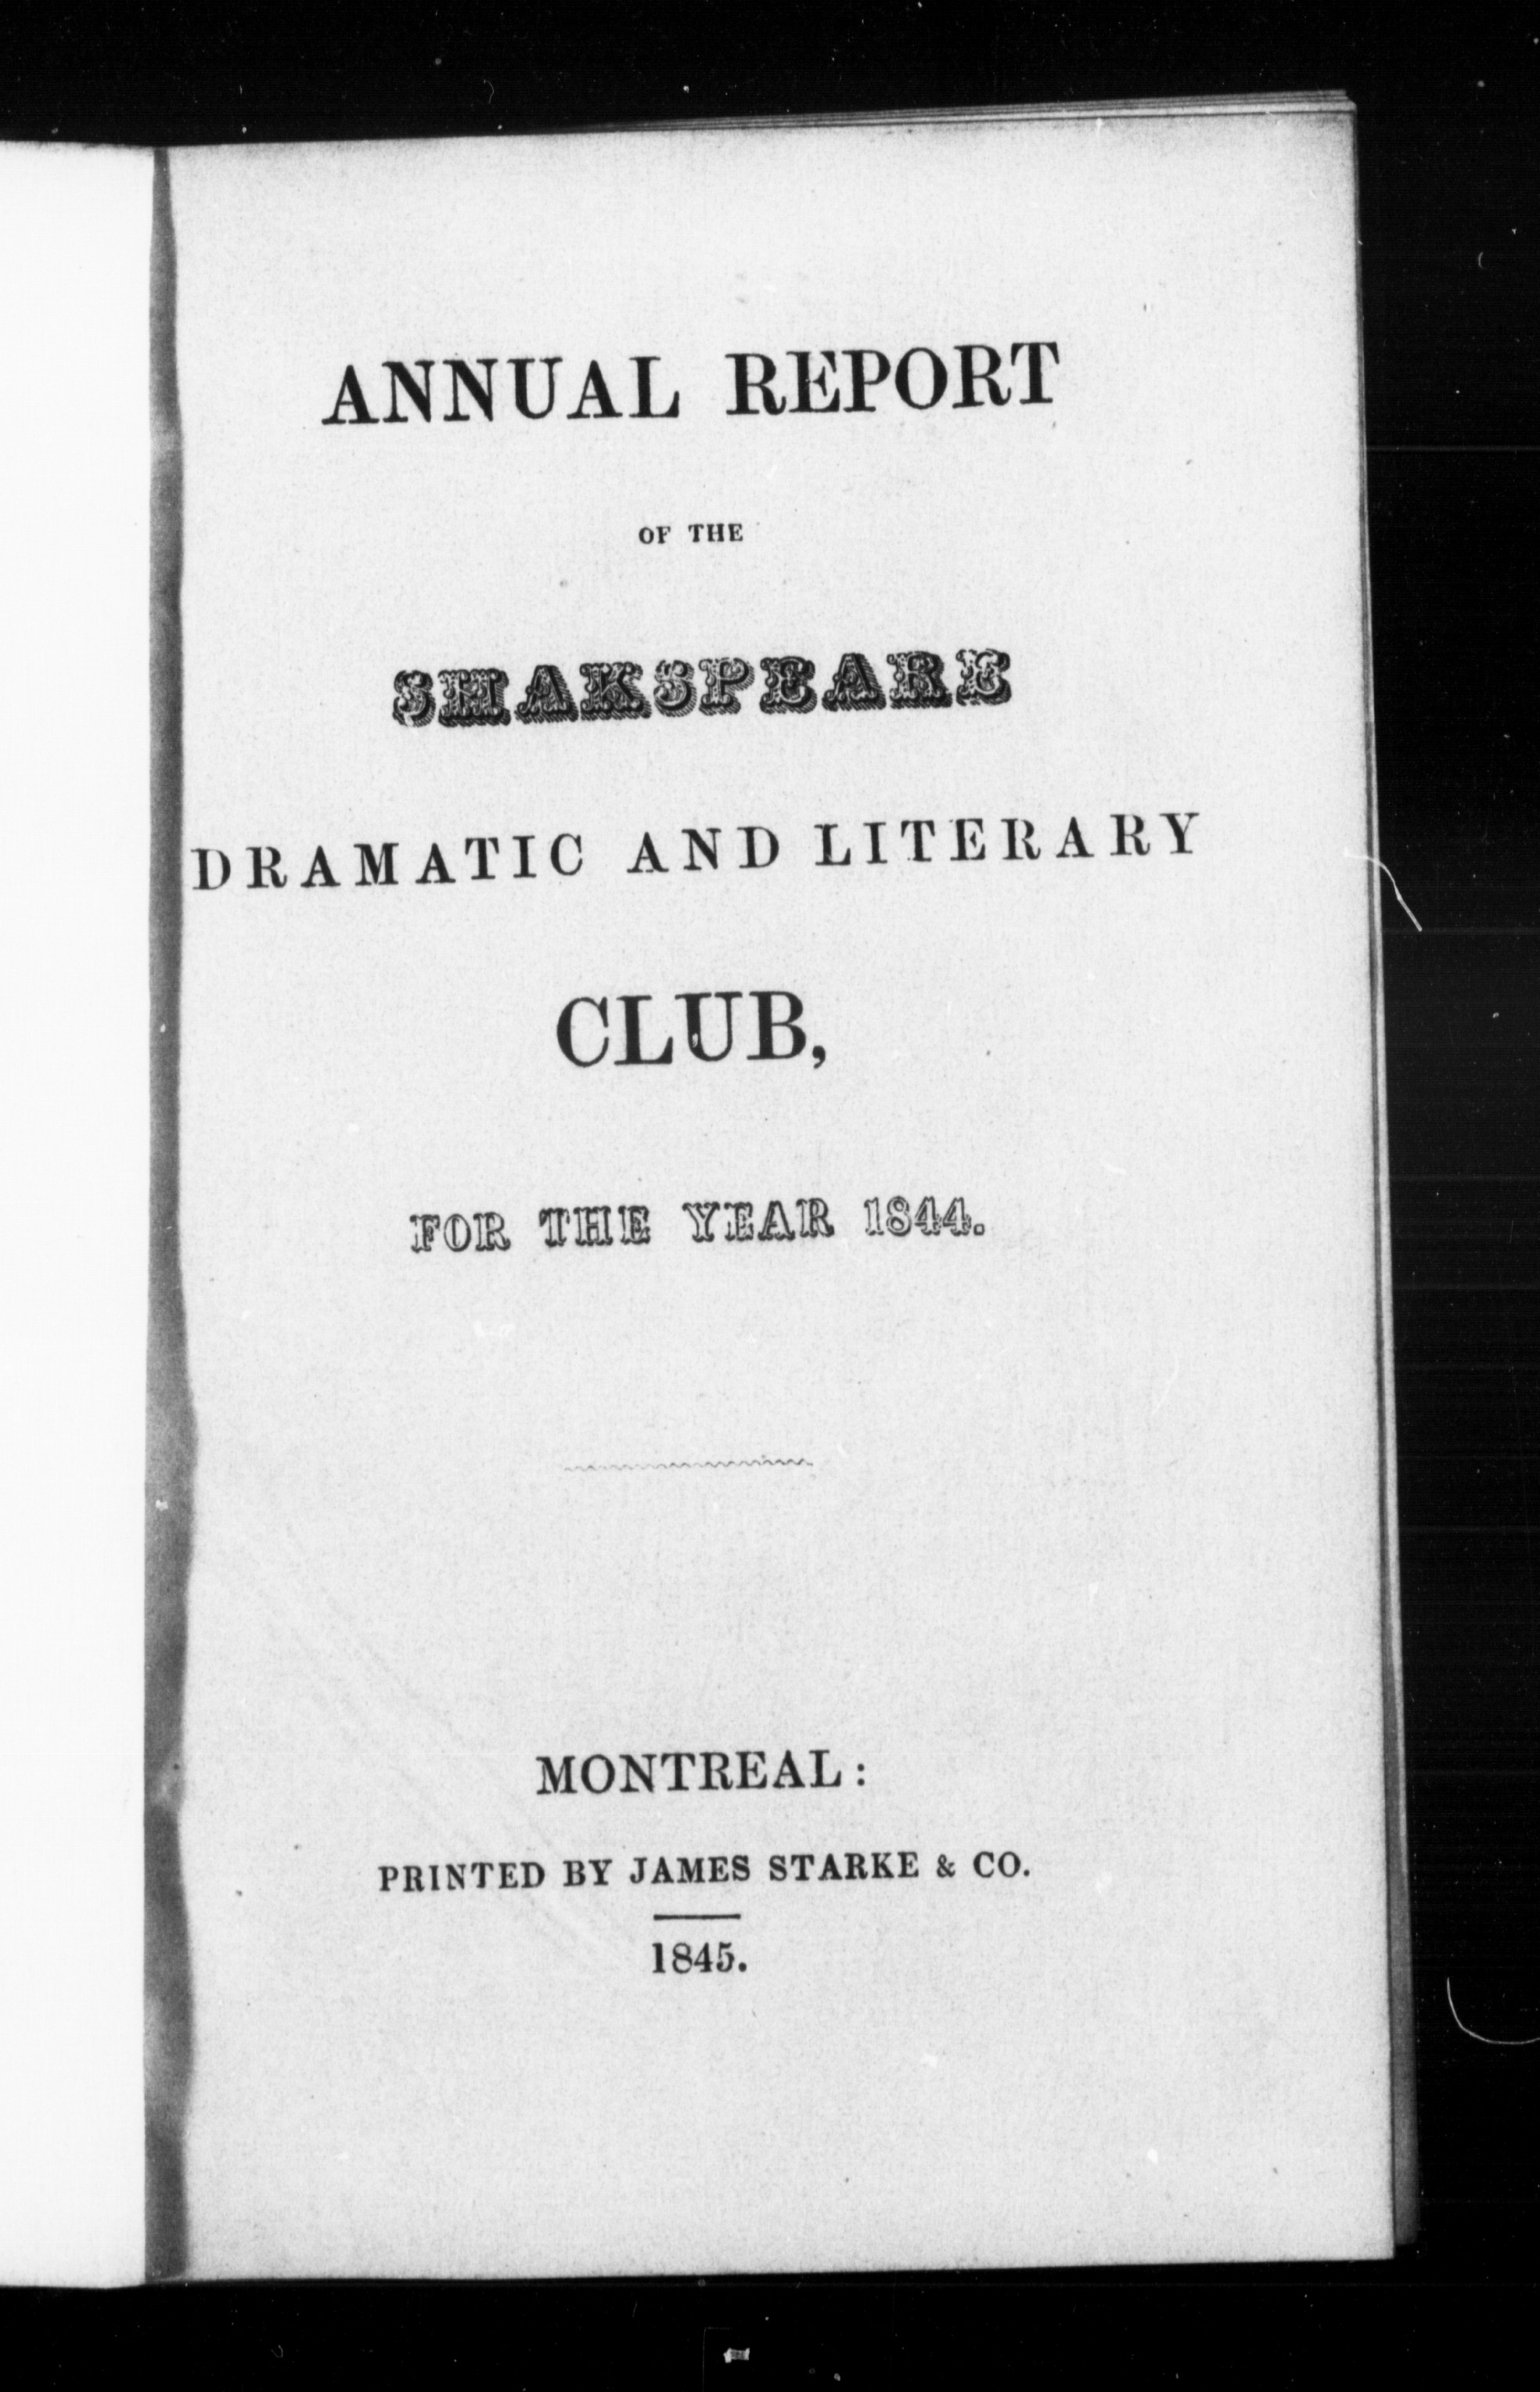 ANNUAL REPORT
OF THE
SHAKSPEARE
DRAMATIC AND LITERARY
CLUB,
FOR THE YEAR 1844.
MONTREAL:
PRINTED BY JAMES STARKE & CO.
1845.